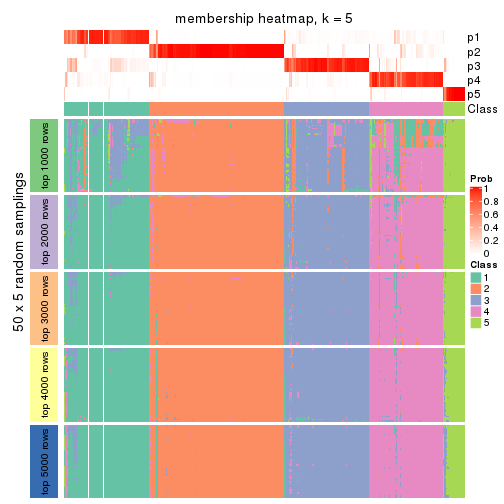 membership heatmap, k = 5
p1
p2
p3
p4
p5
Class
50 x 5 random samplings
top 1000 rows
top 2000 rows
top 3000 rows
top 4000 rows
top 5000 rows
Prob
1
0.8
0.6
0.4
0.2
0
Class
1
2
3
4
5